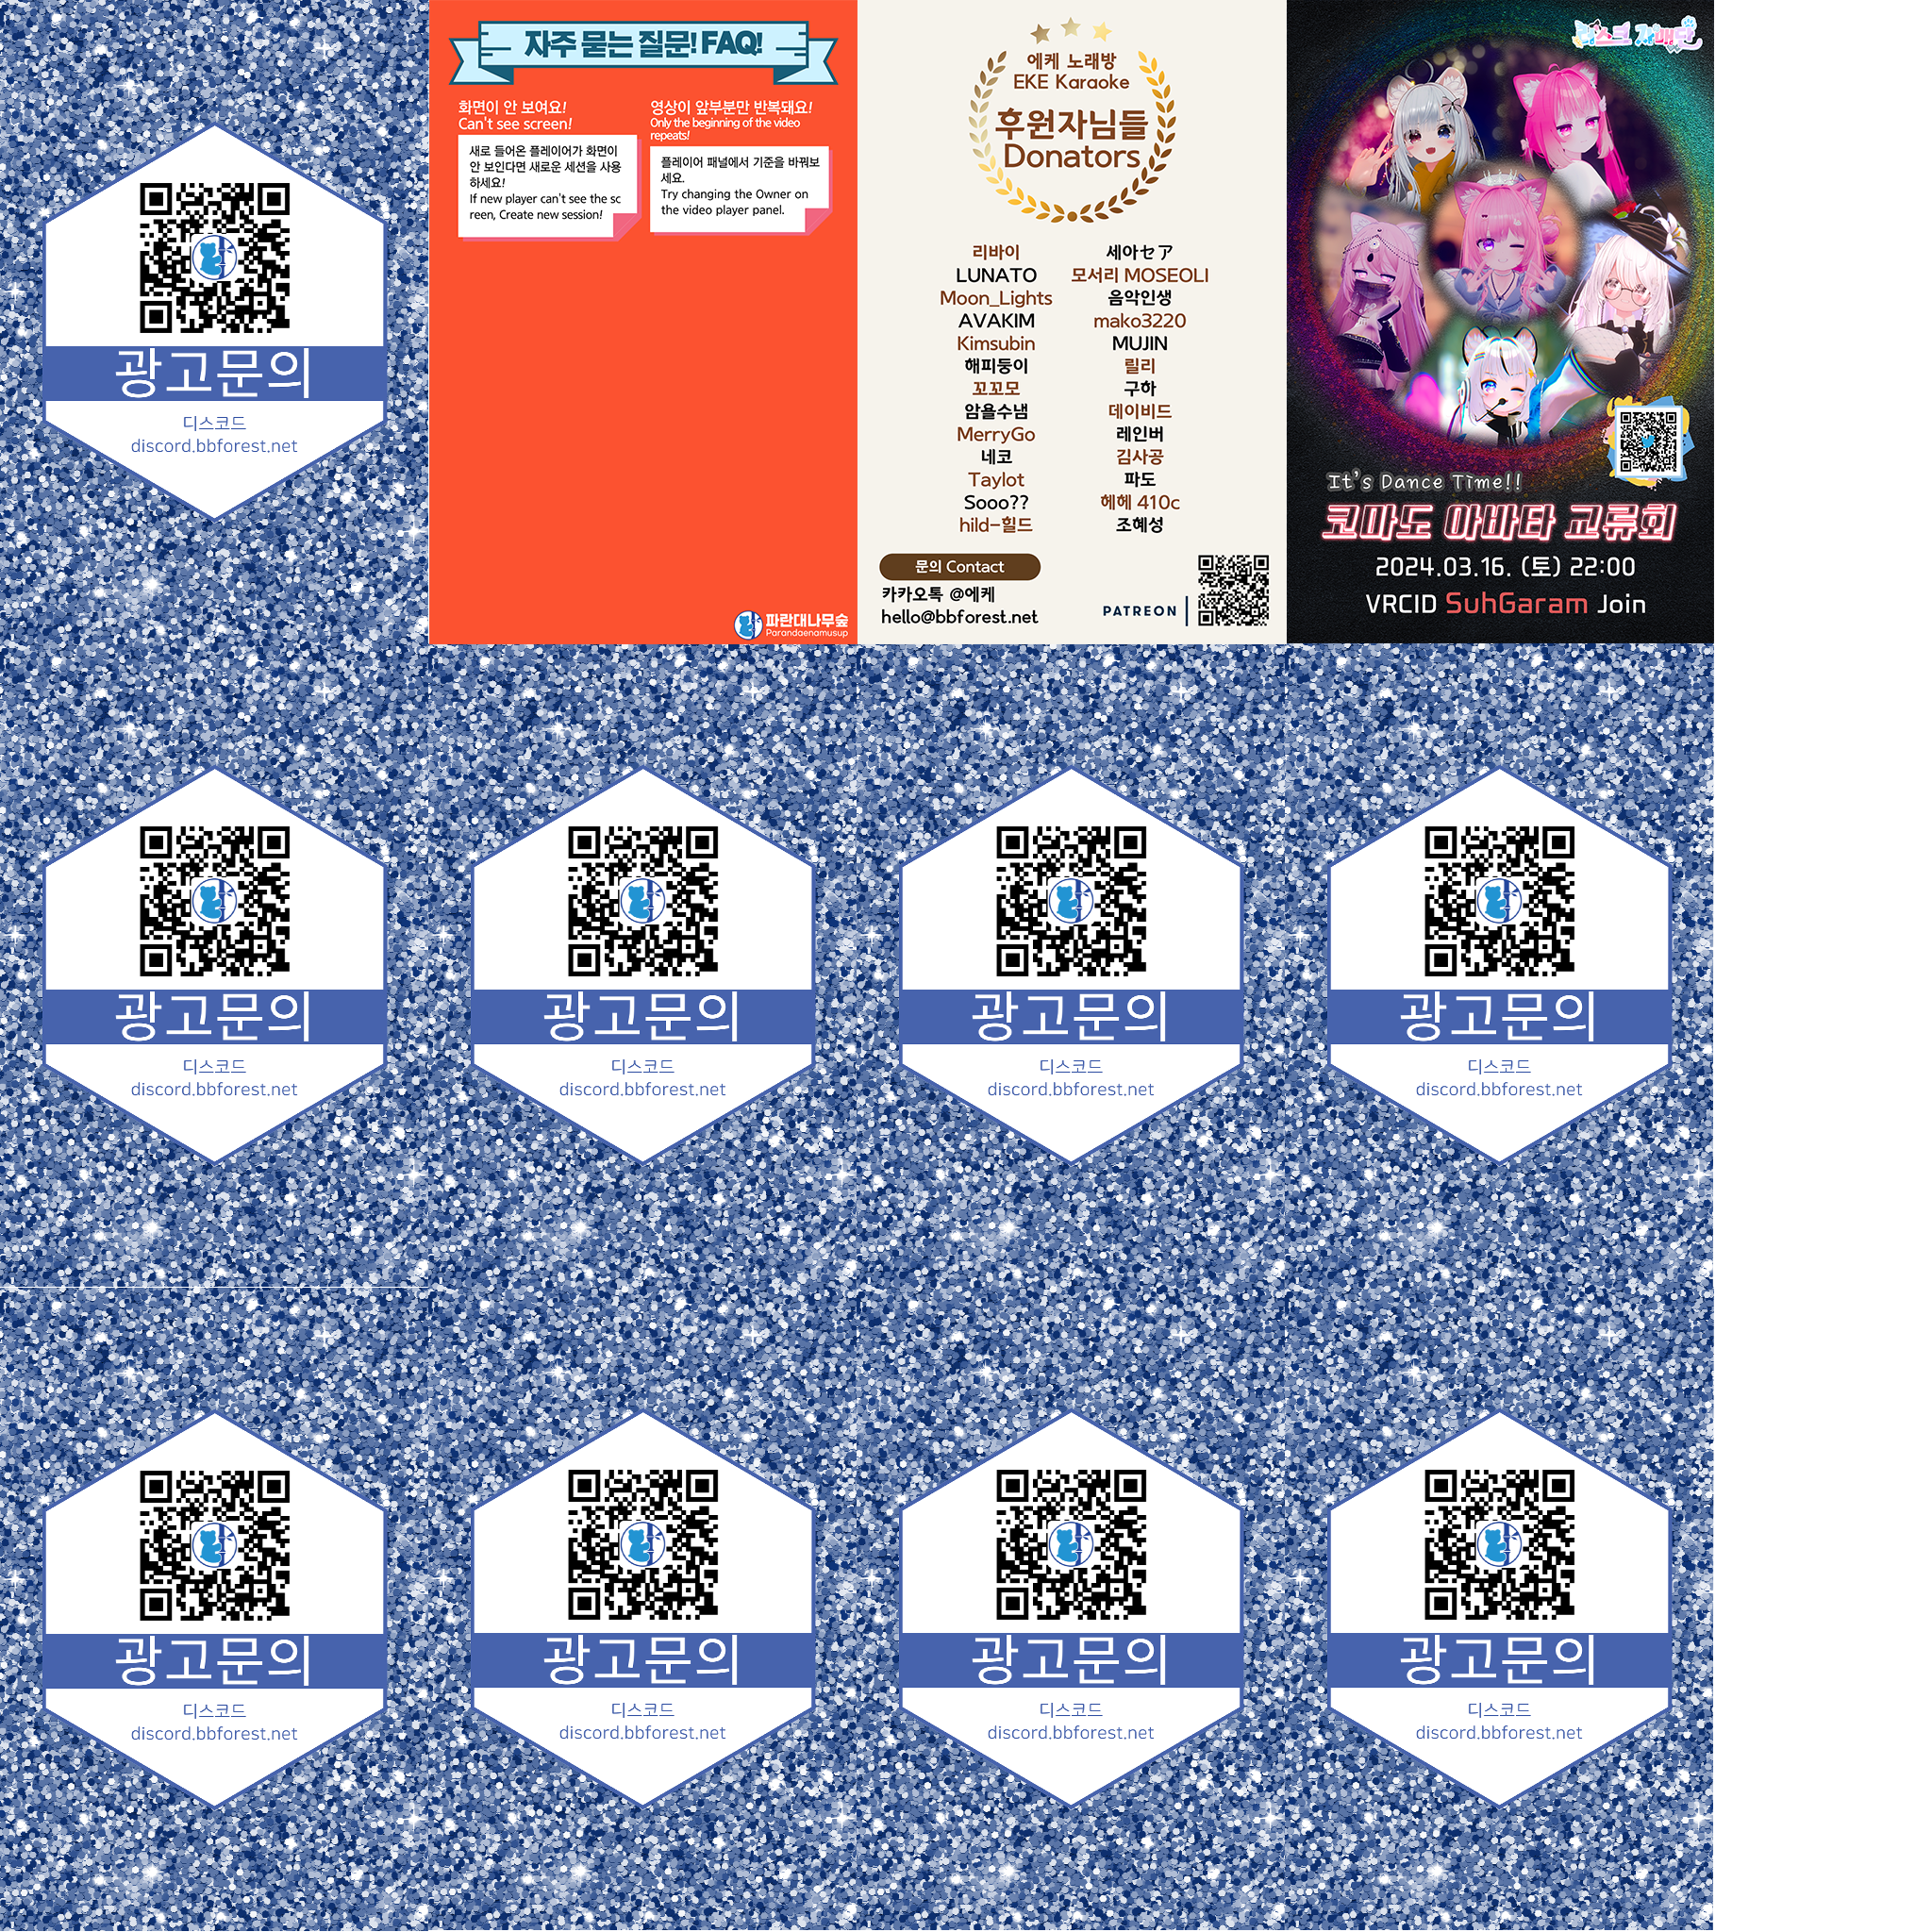 광고문의
디스코드
discord.bbforest.net
자주 묻는 질문! FAQ!
화면이 안 보여요!
Can't see screen!
새로 들어온 플레이어가 화면이
안 보인다면 새로운 세션을 사용
하세요!
If new player can't see the sc
reen, Create new session!
영상이 앞부분만 반복돼요!
Only the beginning of the video
repeats!
플레이어 패널에서 기준을 바꿔보
세요.
Try changing the Owner on
the video player panel.
파란대나무숲
Parandaenamusup
에케 노래방
EKE Karaoke
후원자님들
Donators
리바이
LUNATO
Moon_Lights
AVAKIM
Kimsubin
해피둥이
꼬꼬모
암욜수냄
MerryGo
네코
Taylot
Sooo??
hild-힐드
세아セア
모서리 MOSEOLI
음악인생
mako3220
MUJIN
릴리
구하
데이비드
레인버
김사공
파도
헤헤 410c
조혜성
문의 Contact
카카오톡 @에케
hello@bbforest.net
PATREON
It's Dance Time!!
코마도 아바타 교류회
2024.03.16. (토) 22:00
VRCID SuhGaram Join
광고문의
디스코드
discord.bbforest.net
광고문의
디스코드
discord.bbforest.net
광고문의
디스코드
discord.bbforest.net
광고문의
디스코드
discord.bbforest.net
광고문의
디스코드
discord.bbforest.net
광고문의
디스코드
discord.bbforest.net
광고문의
디스코드
discord.bbforest.net
광고문의
디스코드
discord.bbforest.net